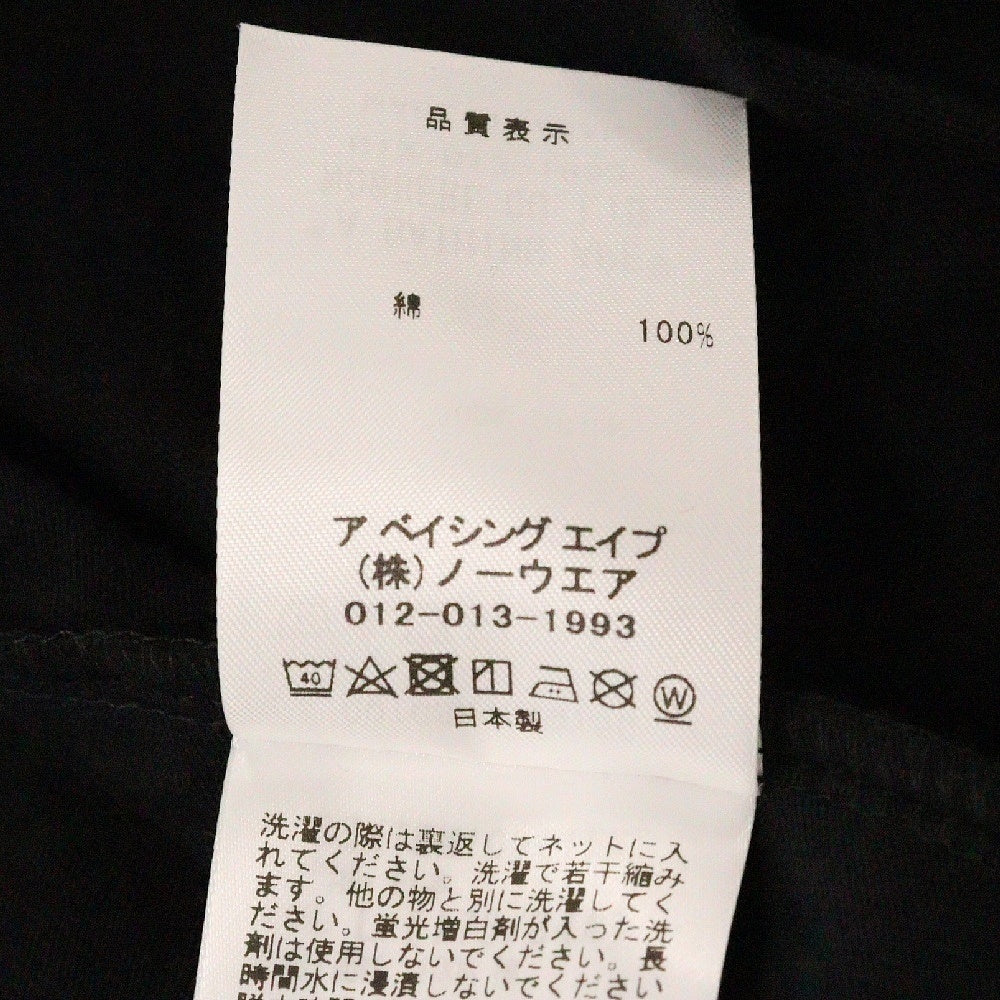 品質表示
綿 100%
ア ベイシング エイプ
(株)ノーウエア
012-013-1993
40 W
日本製
洗濯の際は裏返してネットに入
れてください。洗濯で若干縮み
ます。他の物と別に洗濯してく
ださい。蛍光増白剤が入った洗
剤は使用しないでください。長
時間水に浸漬しないでください